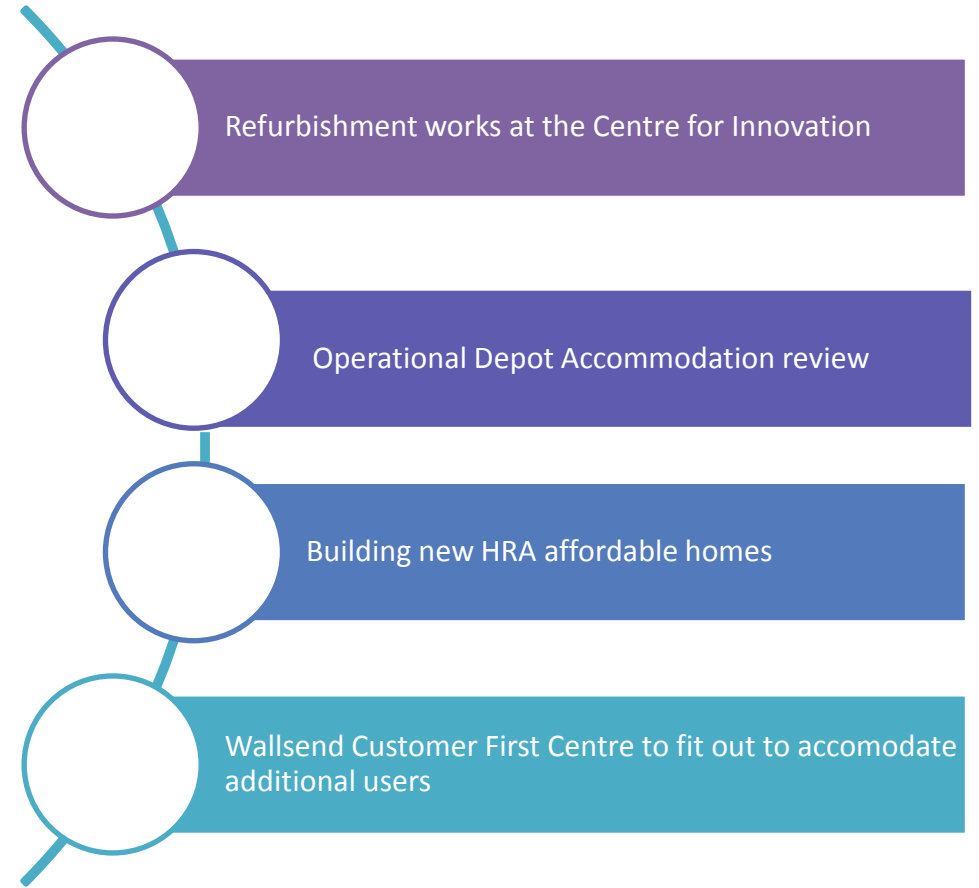 Refurbishment works at the Centre for Innovation
Operational Depot Accommodation review
Building new HRA affordable homes
Wallsend Customer First Centre to fit out to accomodate
additional users